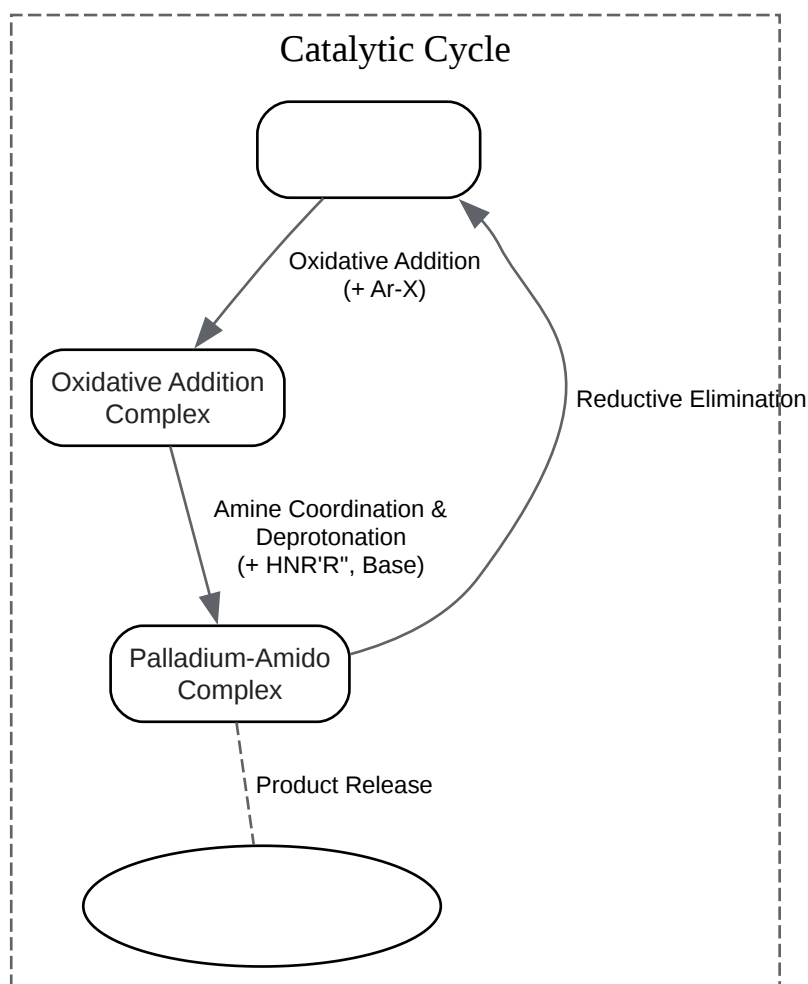 Catalytic Cycle
Oxidative Addition
(+ Ar-X)
Oxidative Addition
Complex
Reductive Elimination
Amine Coordination &
Deprotonation
(+ HNR'R", Base)
Palladium-Amido
Complex
Product Release